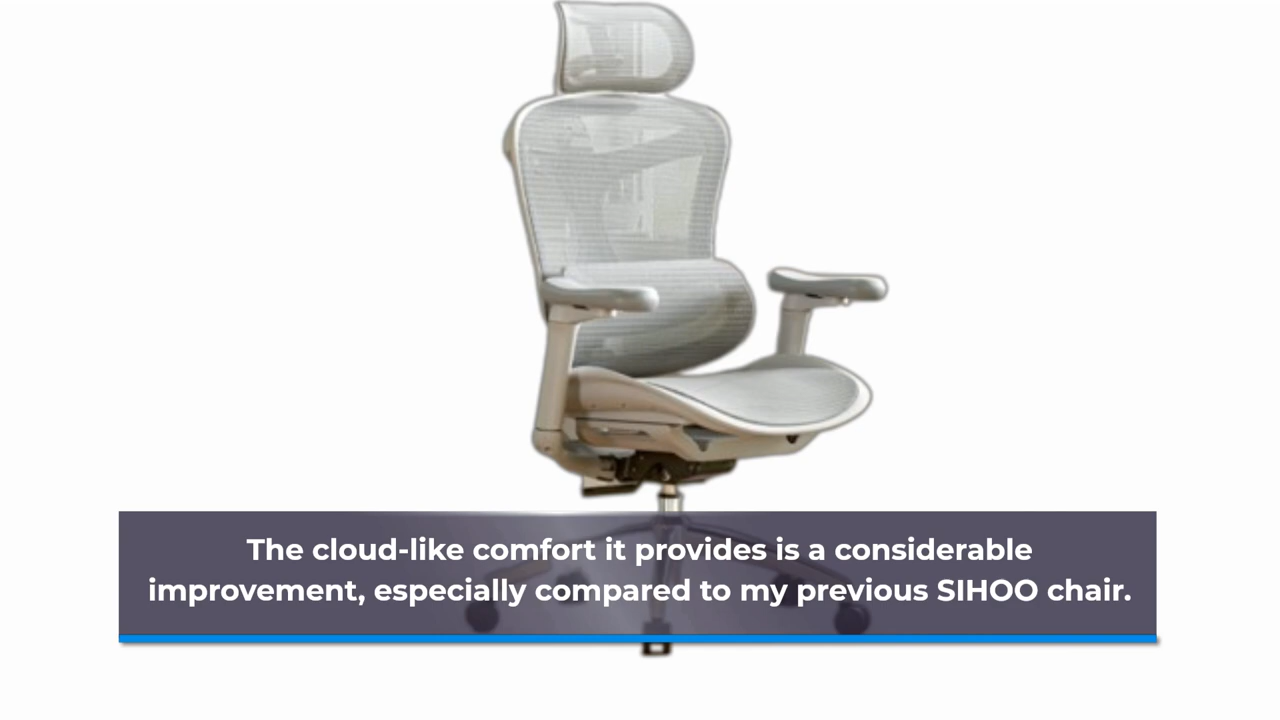 The cloud-like comfort it provides is a considerable
improvement, especially compared to my previous SIHOO chair.